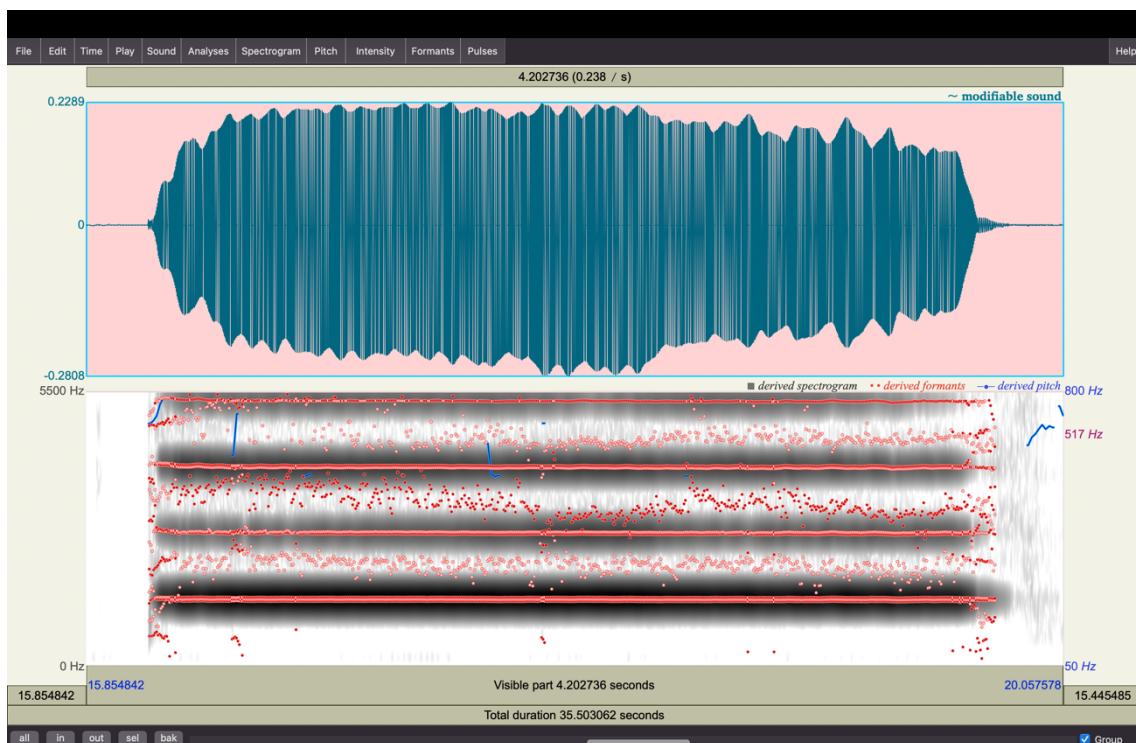 File Edit Time Play Sound Analyses Spectrogram Pitch Intensity Formants Pulses Help
4.202736 (0.238 / s)
0.2289
~ modifiable sound
0
-0.2808
5500 Hz
derived spectrogram derived formants derived pitch
800 Hz
517 Hz
0 Hz
50 Hz
15.854842
Visible part 4.202736 seconds
20.057578
15.854842
15.445485
Total duration 35.503062 seconds
all in out sel bak
Group